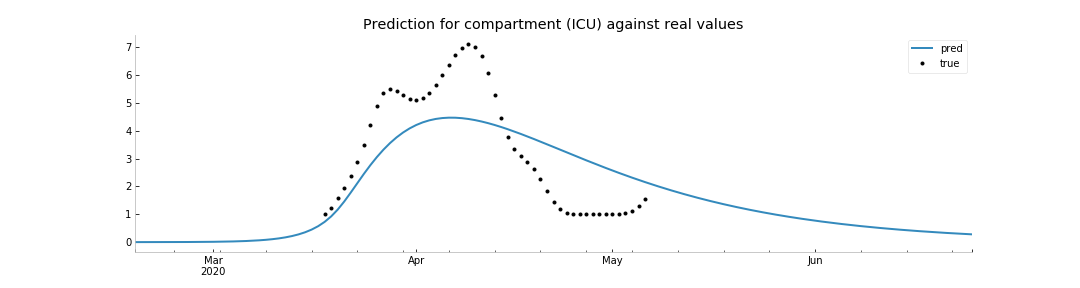 Prediction for compartment (ICU) against real values
7
6
5
4
3
2
1
0
pred
true
Mar
2020
Apr
May
Jun